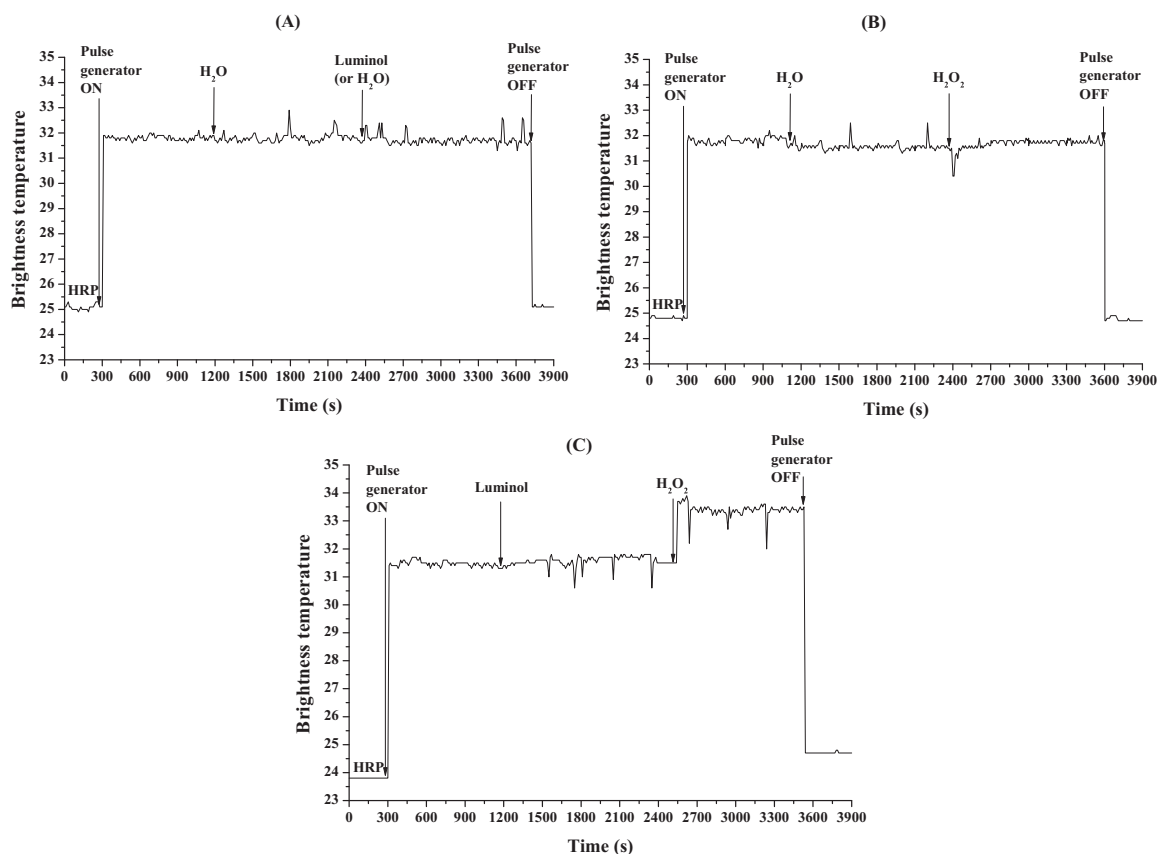 (A)
Pulse
generator
ON
H₂O
Luminol
(or H₂O)
Pulse
generator
OFF
HRP
Brightness temperature
35
34
33
32
31
30
29
28
27
26
25
24
23
0 300 600 900 1200 1500 1800 2100 2400 2700 3000 3300 3600 3900
Time (s)
(B)
Pulse
generator
ON
H₂O
H₂O₂
Pulse
generator
OFF
HRP
Brightness temperature
35
34
33
32
31
30
29
28
27
26
25
24
23
0 300 600 900 1200 1500 1800 2100 2400 2700 3000 3300 3600 3900
Time (s)
(C)
Pulse
generator
ON
Luminol
H₂O₂
Pulse
generator
OFF
HRP
Brightness temperature
35
34
33
32
31
30
29
28
27
26
25
24
23
0 300 600 900 1200 1500 1800 2100 2400 2700 3000 3300 3600 3900
Time (s)